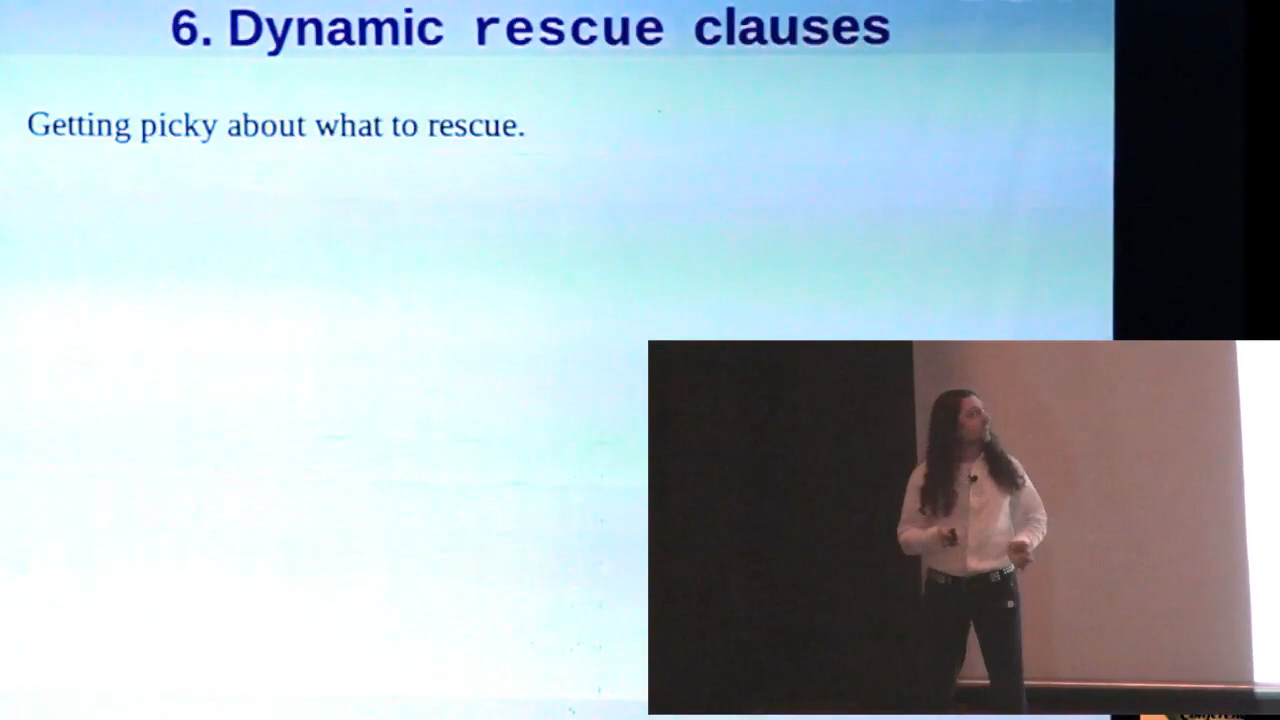 6. Dynamic rescue clauses
Getting picky about what to rescue.